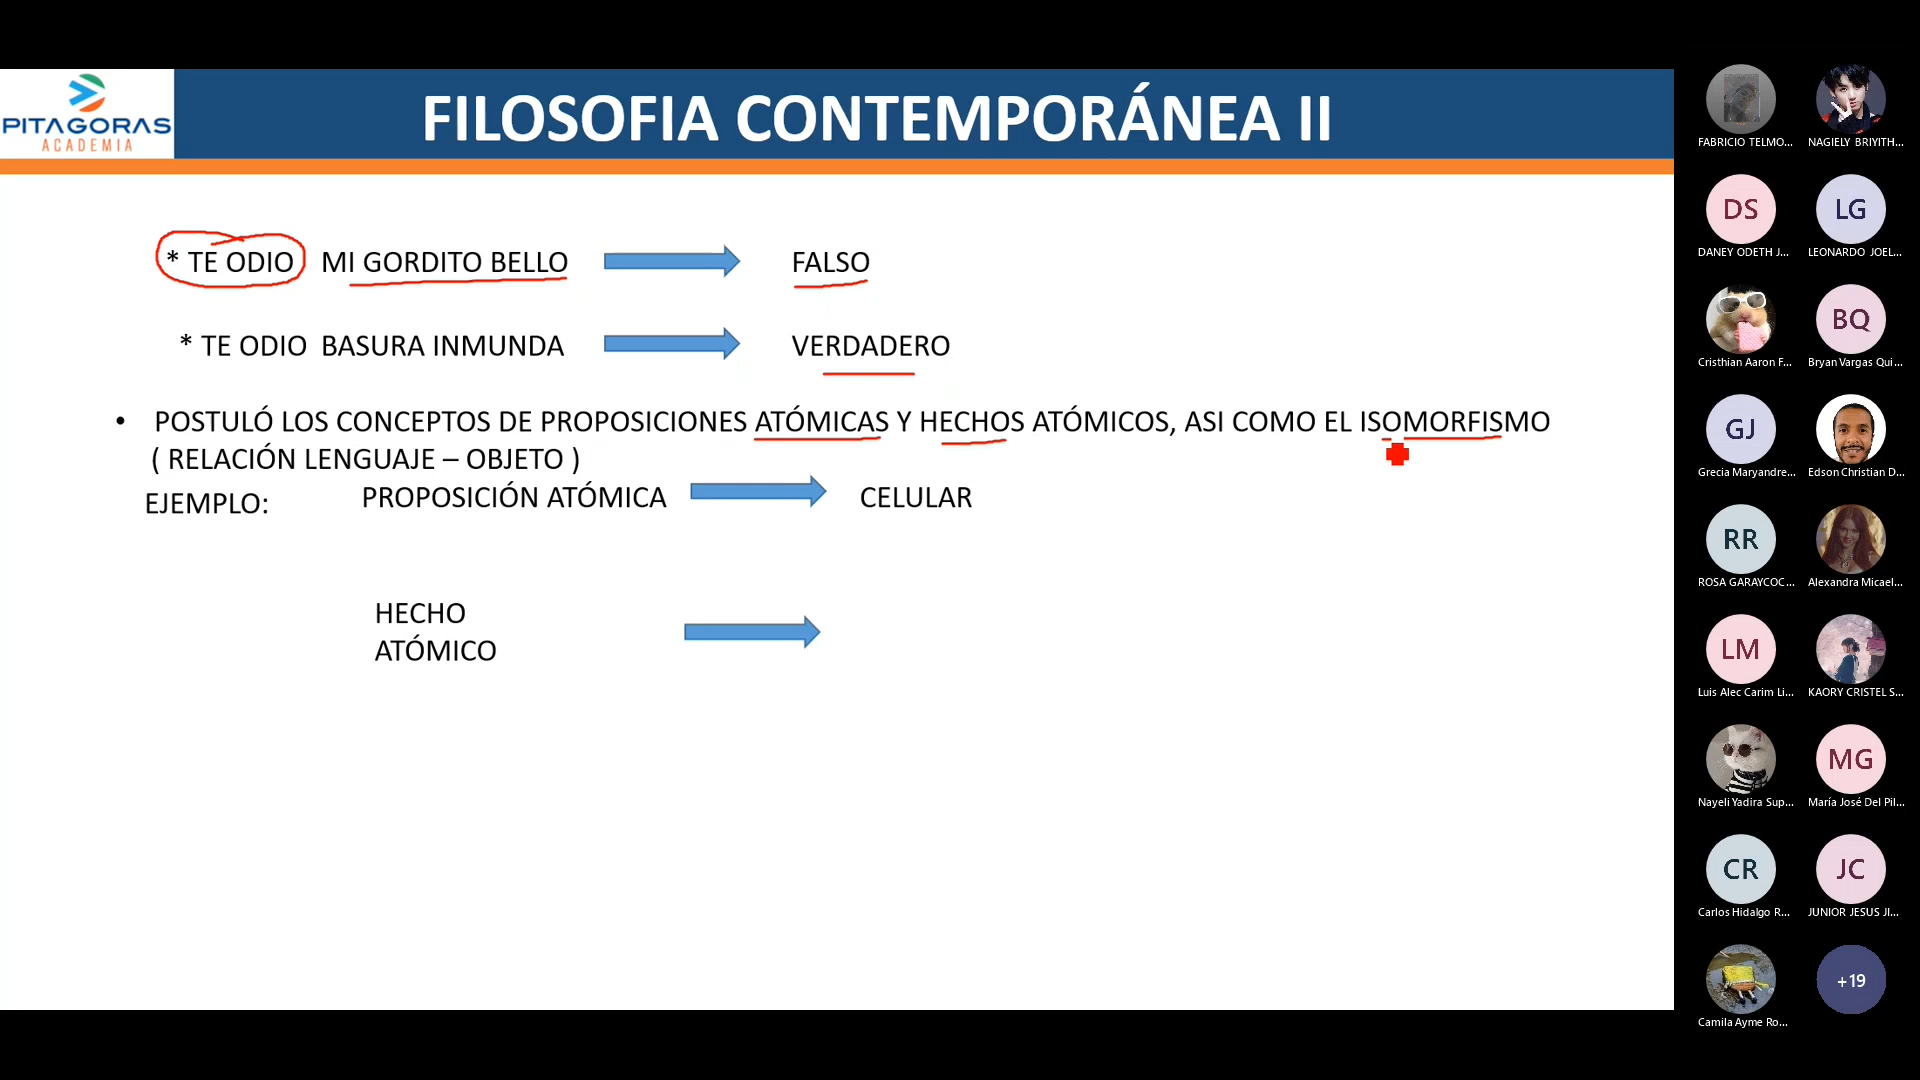 PITAGORAS
ACADEMIA
FILOSOFIA CONTEMPORÁNEA II
* TE ODIO MI GORDITO BELLO FALSO
* TE ODIO BASURA INMUNDA VERDADERO
• POSTULÓ LOS CONCEPTOS DE PROPOSICIONES ATÓMICAS Y HECHOS ATÓMICOS, ASI COMO EL ISOMORFISMO
( RELACIÓN LENGUAJE – OBJETO )
EJEMPLO: PROPOSICIÓN ATÓMICA CELULAR
HECHO
ATÓMICO
FABRICIO TELMO... NAGIELY BRIYITH...
DS LG
DANEY ODETH J... LEONARDO JOEL...
BQ
Cristhian Aaron F... Bryan Vargas Qui...
GJ
Grecia Maryandre... Edson Christian D...
RR
ROSA GARAYCOC... Alexandra Micael...
LM
Luis Alec Carim Li... KAORY CRISTEL S...
MG
Nayeli Yadira Sup... María José Del Pil...
CR JC
Carlos Hidalgo R... JUNIOR JESUS JI...
+19
Camila Ayme Ro...